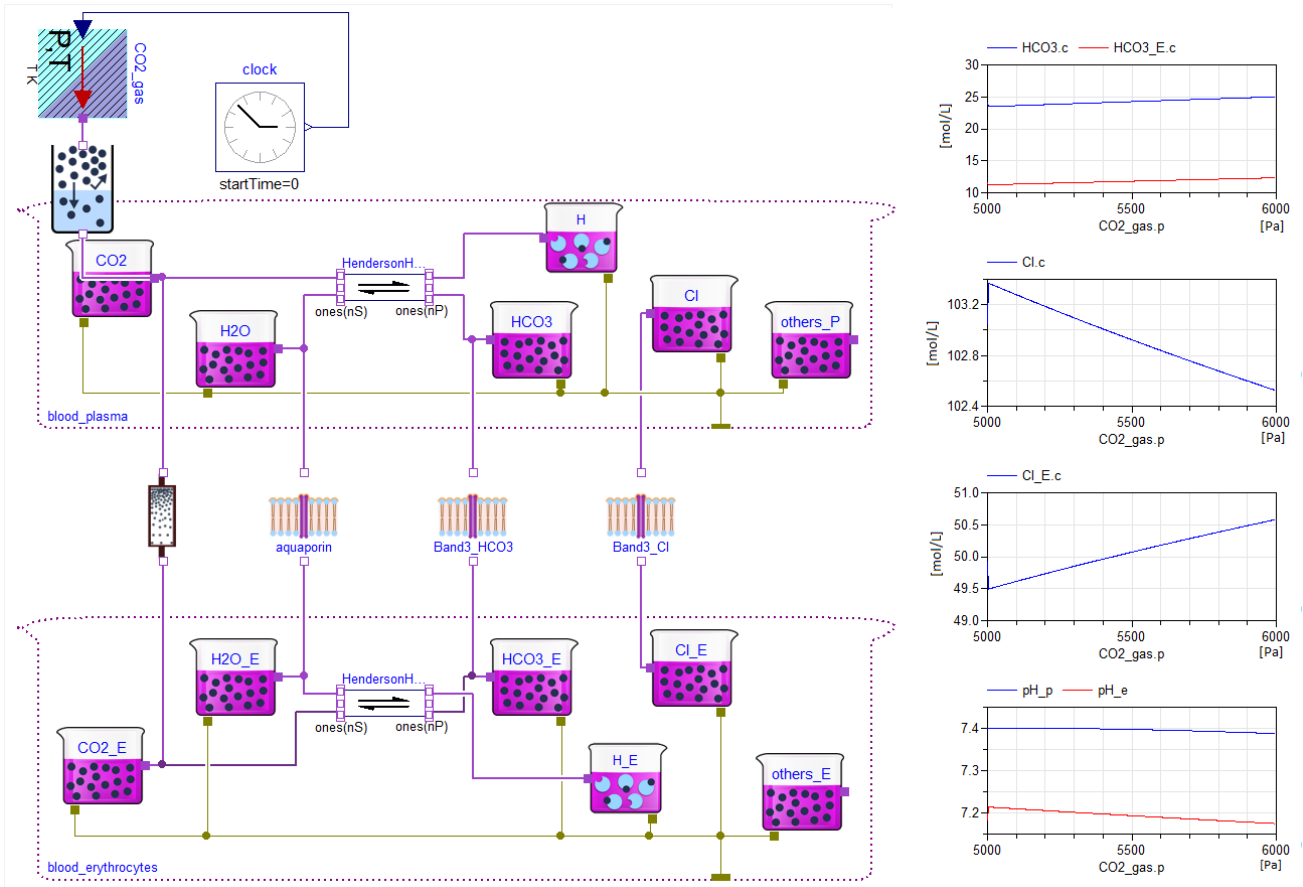 P,T
T K
CO2_gas
clock
startTime=0
CO2
H2O
HendersonH...
ones(nS)
ones(nP)
H
HCO3
Cl
others_P
blood_plasma
aquaporin
Band3_HCO3
Band3_Cl
H2O_E
HendersonH...
ones(nS)
ones(nP)
HCO3_E
Cl_E
CO2_E
H_E
others_E
blood_erythrocytes
HCO3.c HCO3_E.c
[mol/L]
30
25
20
15
10
5000 5500 6000
CO2_gas.p [Pa]
Cl.c
[mol/L]
103.2
102.8
102.4
5000 5500 6000
CO2_gas.p [Pa]
Cl_E.c
[mol/L]
51.0
50.5
50.0
49.5
49.0
5000 5500 6000
CO2_gas.p [Pa]
pH_p pH_e
7.4
7.3
7.2
5000 5500 6000
CO2_gas.p [Pa]